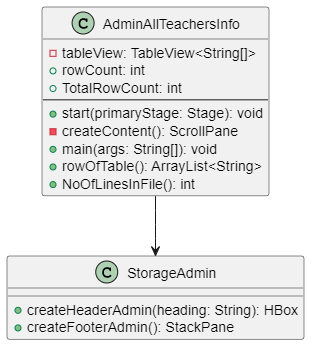 C AdminAllTeachersInfo
tableView: TableView<String[]>
rowCount: int
TotalRowCount: int
start(primaryStage: Stage): void
createContent(): ScrollPane
main(args: String[]): void
rowOfTable(): ArrayList<String>
NoOfLinesInFile(): int
C StorageAdmin
createHeaderAdmin(heading: String): HBox
createFooterAdmin(): StackPane